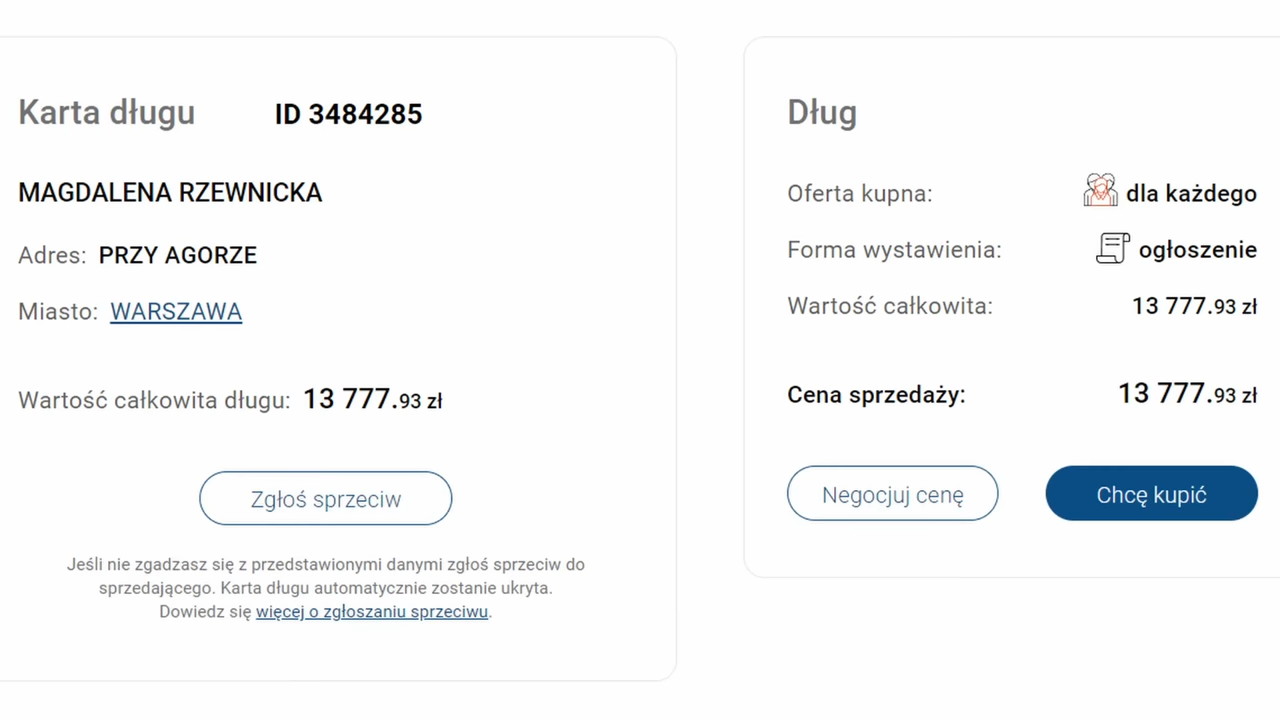 Karta długu ID 3484285
MAGDALENA RZEWNICKA
Adres: PRZY AGORZE
Miasto: WARSZAWA
Wartość całkowita długu: 13 777.93 zł
Zgłoś sprzeciw
Jeśli nie zgadzasz się z przedstawionymi danymi zgłoś sprzeciw do
sprzedającego. Karta długu automatycznie zostanie ukryta.
Dowiedz się więcej o zgłoszaniu sprzeciwu.
Dług
Oferta kupna: dla każdego
Forma wystawienia: ogłoszenie
Wartość całkowita: 13 777.93 zł
Cena sprzedaży: 13 777.93 zł
Negocjuj cenę Chcę kupić